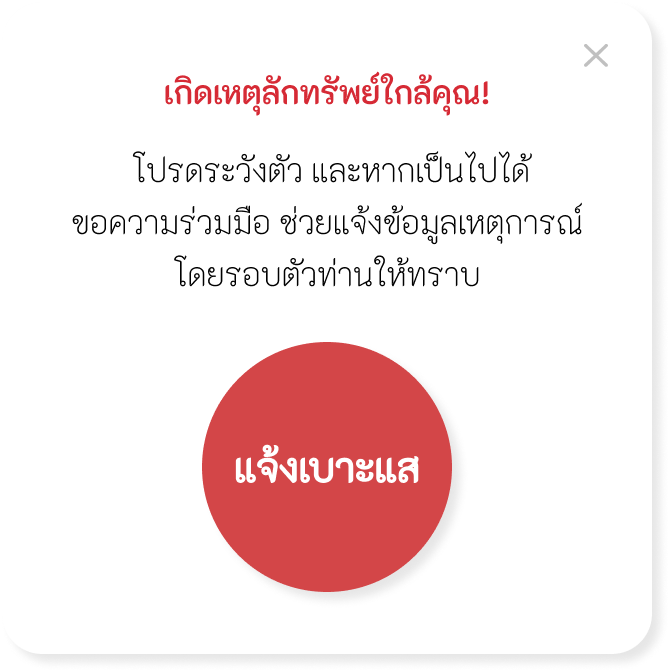 เกิดเหตุลักทรัพย์ใกล้คุณ!
โปรดระวังตัว และหากเป็นไปได้
ขอความร่วมมือ ช่วยแจ้งข้อมูลเหตุการณ์
โดยรอบตัวท่านให้ทราบ
แจ้งเบาะแส